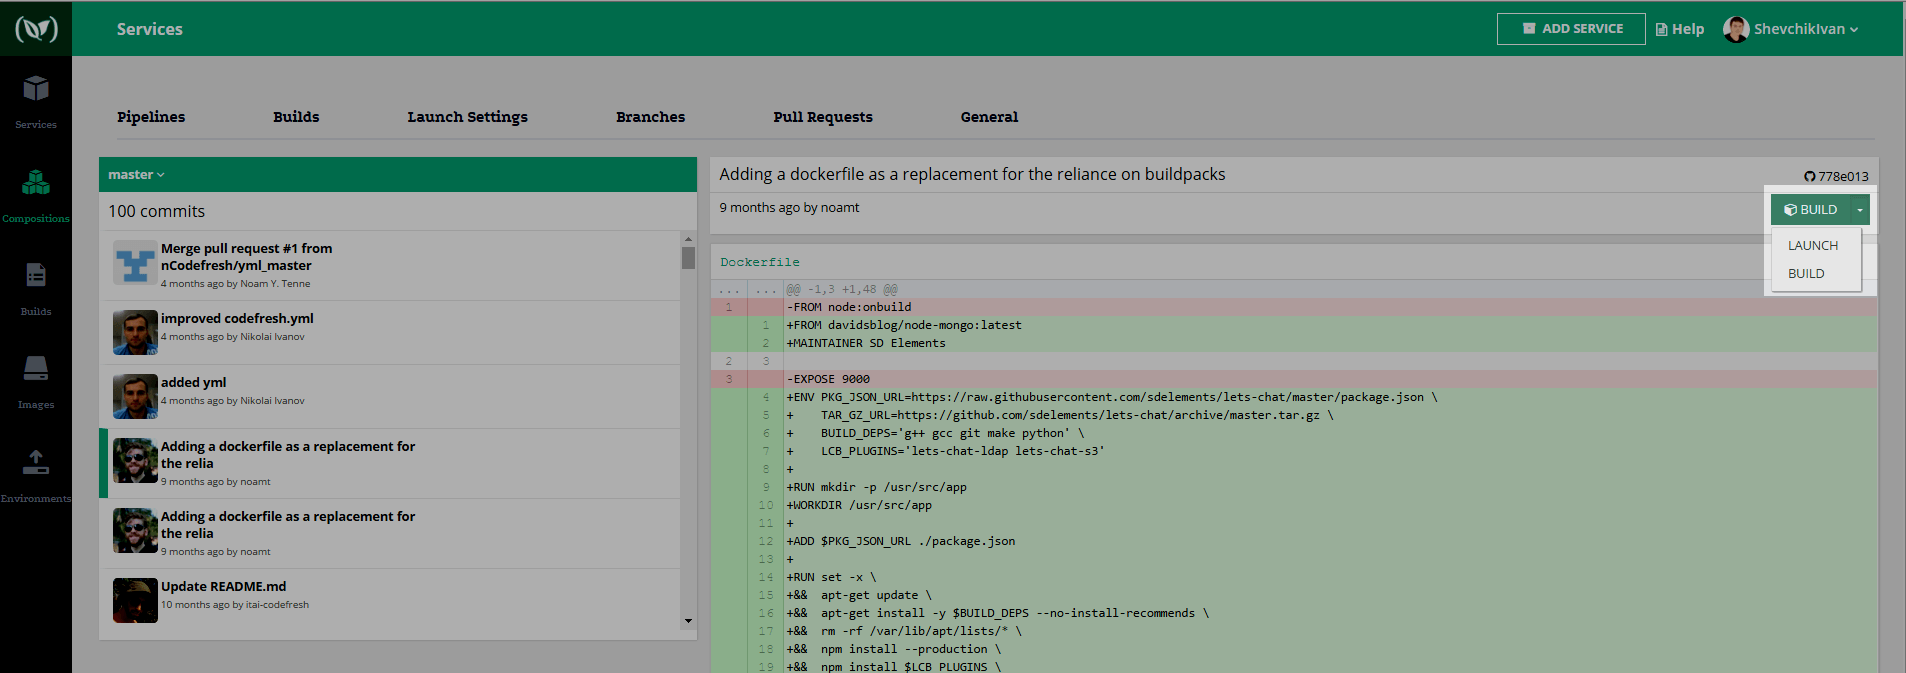 Services
ADD SERVICE
Help
ShevchikIvan
Services
Compositions
Builds
Images
Environments
Pipelines
Builds
Launch Settings
Branches
Pull Requests
General
master
100 commits
Merge pull request #1 from
nCodefresh/yml_master
4 months ago by Noam Y. Tenne
improved codefresh.yml
4 months ago by Nikolai Ivanov
added yml
4 months ago by Nikolai Ivanov
Adding a dockerfile as a replacement for
the relia
9 months ago by noamt
Adding a dockerfile as a replacement for
the relia
9 months ago by noamt
Update README.md
10 months ago by itai-codefresh
Adding a dockerfile as a replacement for the reliance on buildpacks
778e013
9 months ago by noamt
BUILD
LAUNCH
BUILD
Dockerfile
... ... @@ -1,3 +1,48 @@
1 -FROM node:onbuild
1 +FROM davidsblog/node-mongo:latest
2 +MAINTAINER SD Elements
2 3
3 -EXPOSE 9000
4 +ENV PKG_JSON_URL=https://raw.githubusercontent.com/sdelements/lets-chat/master/package.json \
5 + TAR_GZ_URL=https://github.com/sdelements/lets-chat/archive/master.tar.gz \
6 + BUILD_DEPS='g++ gcc git make python' \
7 + LCB_PLUGINS='lets-chat-ldap lets-chat-s3'
8 +
9 +RUN mkdir -p /usr/src/app
10 +WORKDIR /usr/src/app
11 +
12 +ADD $PKG_JSON_URL ./package.json
13 +
14 +RUN set -x \
15 +&& apt-get update \
16 +&& apt-get install -y $BUILD_DEPS --no-install-recommends \
17 +&& rm -rf /var/lib/apt/lists/* \
18 +&& npm install --production \
19 +&& npm install $LCB_PLUGINS \